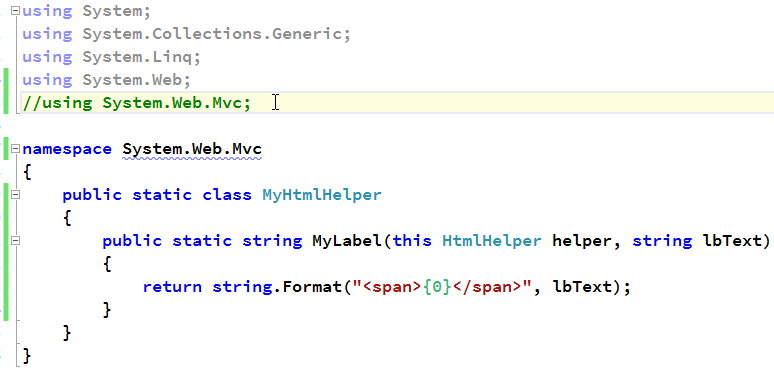 using System;
using System.Collections.Generic;
using System.Linq;
using System.Web;
//using System.Web.Mvc;
namespace System.Web.Mvc
{
    public static class MyHtmlHelper
    {
        public static string MyLabel(this HtmlHelper helper, string lbText)
        {
            return string.Format("<span>{0}</span>", lbText);
        }
    }
}